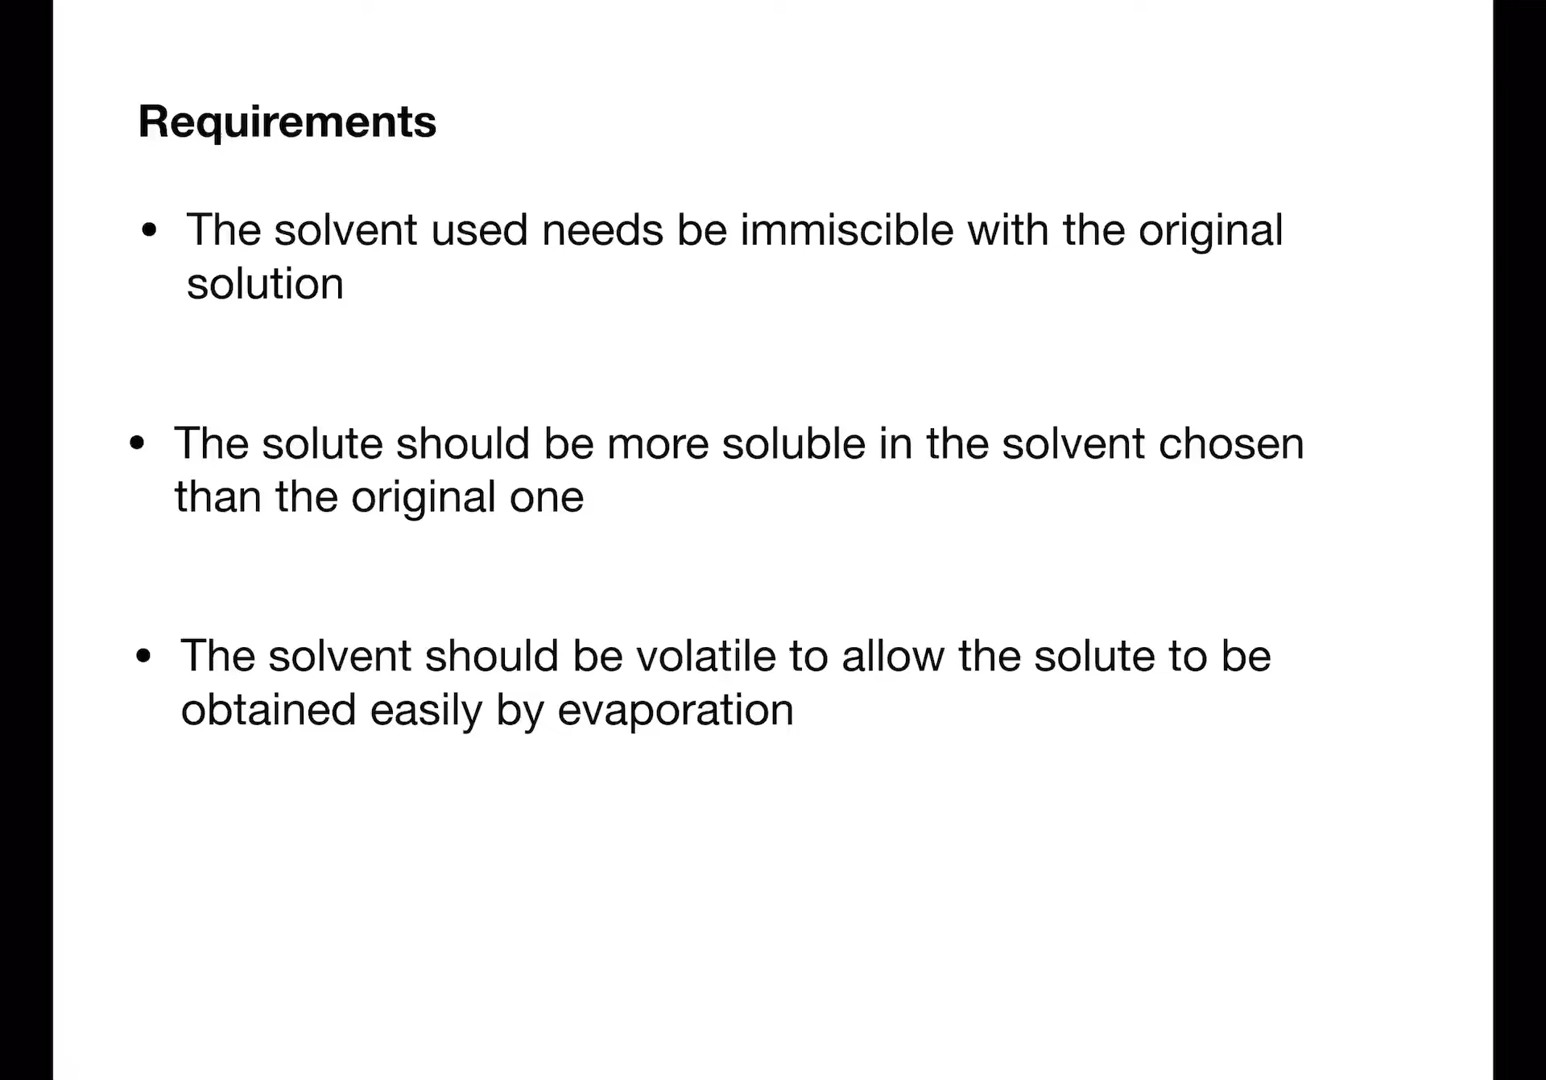 Requirements
• The solvent used needs be immiscible with the original
solution
• The solute should be more soluble in the solvent chosen
than the original one
• The solvent should be volatile to allow the solute to be
obtained easily by evaporation